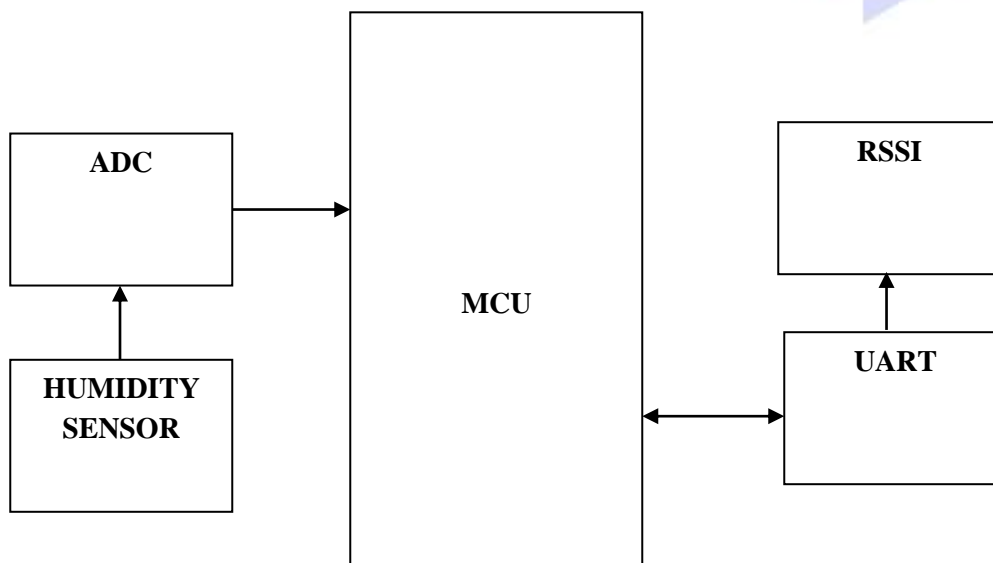 ADC
HUMIDITY
SENSOR
MCU
RSSI
UART